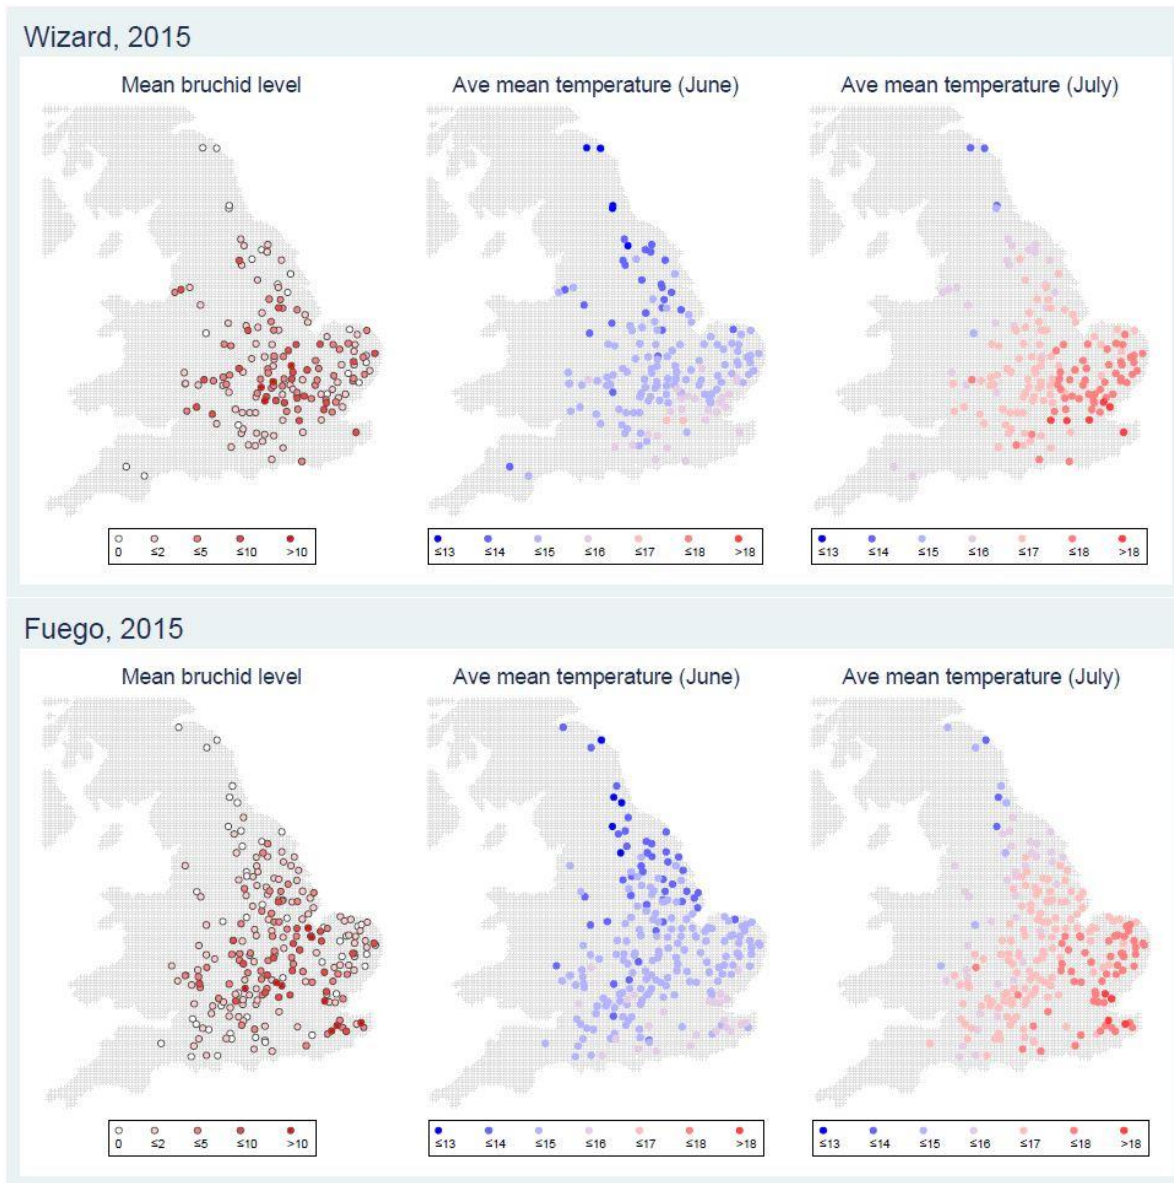 Wizard, 2015
Mean bruchid level
Ave mean temperature (June)
Ave mean temperature (July)
0 ≤2 ≤5 ≤10 >10
≤13 ≤14 ≤15 ≤16 ≤17 ≤18 >18
≤13 ≤14 ≤15 ≤16 ≤17 ≤18 >18
Fuego, 2015
Mean bruchid level
Ave mean temperature (June)
Ave mean temperature (July)
0 ≤2 ≤5 ≤10 >10
≤13 ≤14 ≤15 ≤16 ≤17 ≤18 >18
≤13 ≤14 ≤15 ≤16 ≤17 ≤18 >18